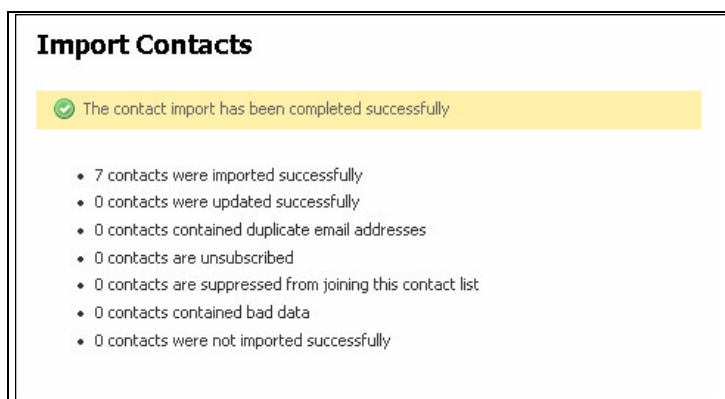 Import Contacts
The contact import has been completed successfully
• 7 contacts were imported successfully
• 0 contacts were updated successfully
• 0 contacts contained duplicate email addresses
• 0 contacts are unsubscribed
• 0 contacts are suppressed from joining this contact list
• 0 contacts contained bad data
• 0 contacts were not imported successfully